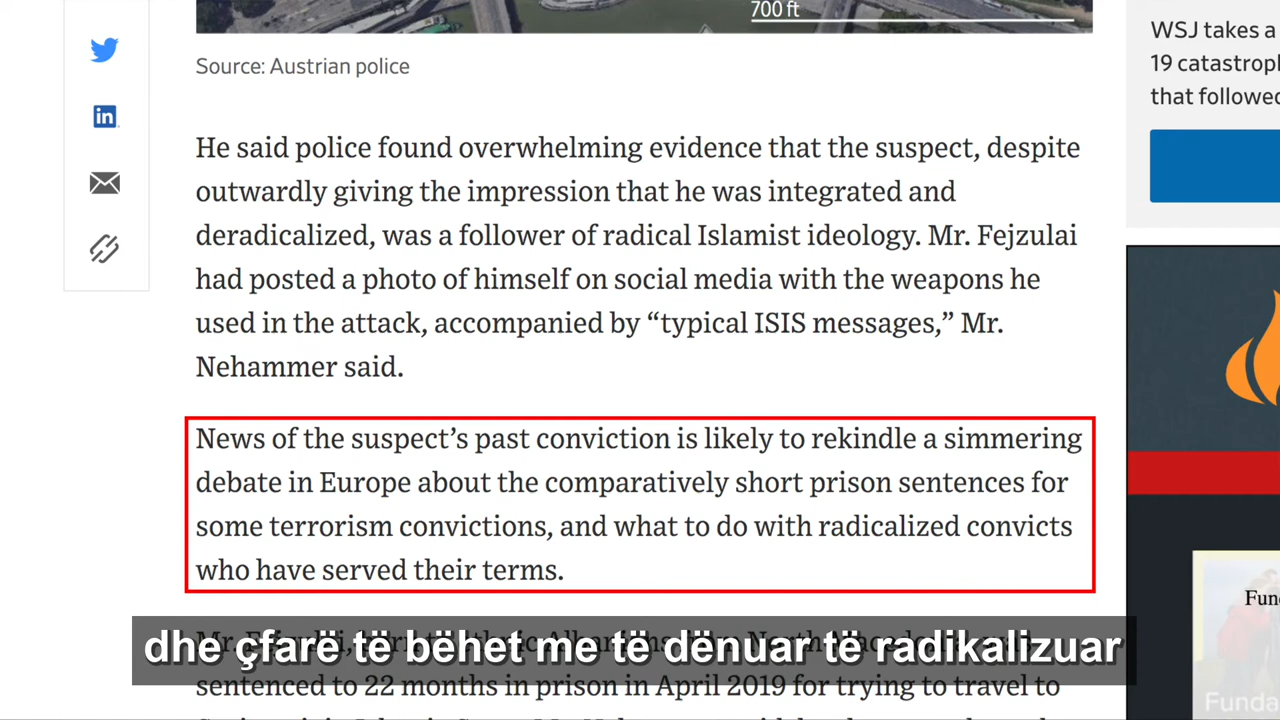 700 ft
Source: Austrian police
He said police found overwhelming evidence that the suspect, despite
outwardly giving the impression that he was integrated and
deradicalized, was a follower of radical Islamist ideology. Mr. Fejzulai
had posted a photo of himself on social media with the weapons he
used in the attack, accompanied by “typical ISIS messages,” Mr.
Nehammer said.
News of the suspect’s past conviction is likely to rekindle a simmering
debate in Europe about the comparatively short prison sentences for
some terrorism convictions, and what to do with radicalized convicts
who have served their terms.
dhe çfarë të bëhet me të dënuar të radikalizuar
sentenced to 22 months in prison in April 2019 for trying to travel to
WSJ takes a
19 catastrop
that followed
in
Fun
Funda